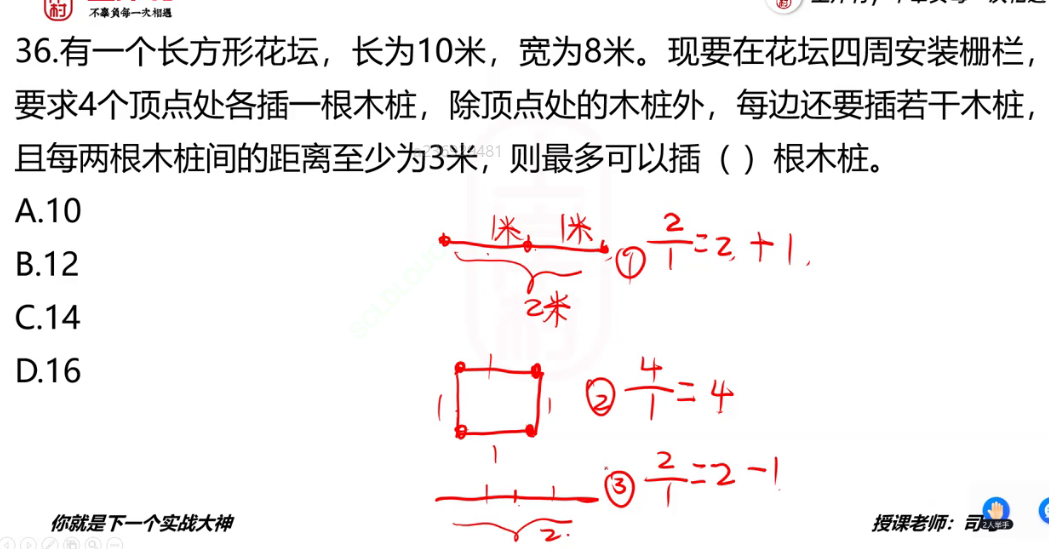 不辜负每一次相遇
36.有一个长方形花坛，长为10米，宽为8米。现要在花坛四周安装栅栏，
要求4个顶点处各插一根木桩，除顶点处的木桩外，每边还要插若干木桩，
且每两根木桩间的距离至少为3米，则最多可以插（ ）根木桩。
A.10
B.12
C.14
D.16
1米 1米 ① 2/1=2+1
2米
1
1 1 ② 4/1=4
1
1 1 ③ 2/1=2-1
2
你就是下一个实战大神
授课老师：司
2人举手